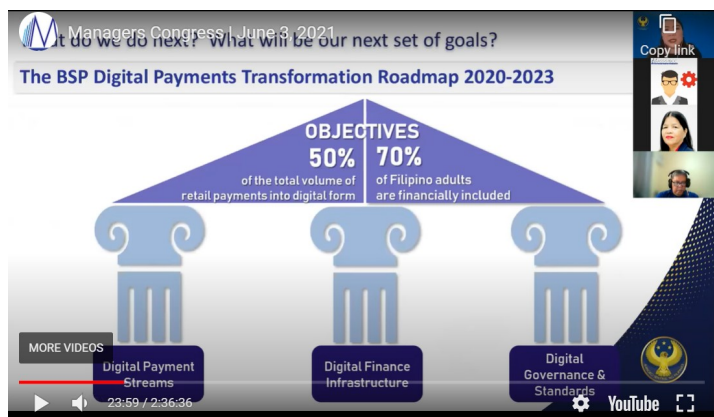 Managers Congress | June 3, 2021
t do we do next? What will be our next set of goals?
Copy link
The BSP Digital Payments Transformation Roadmap 2020-2023
OBJECTIVES
50% 70%
of the total volume of retail payments into digital form
of Filipino adults are financially included
MORE VIDEOS
Digital Payment
Streams
Digital Finance
Infrastructure
Digital
Governance &
Standards
23:59 / 2:36:36
YouTube